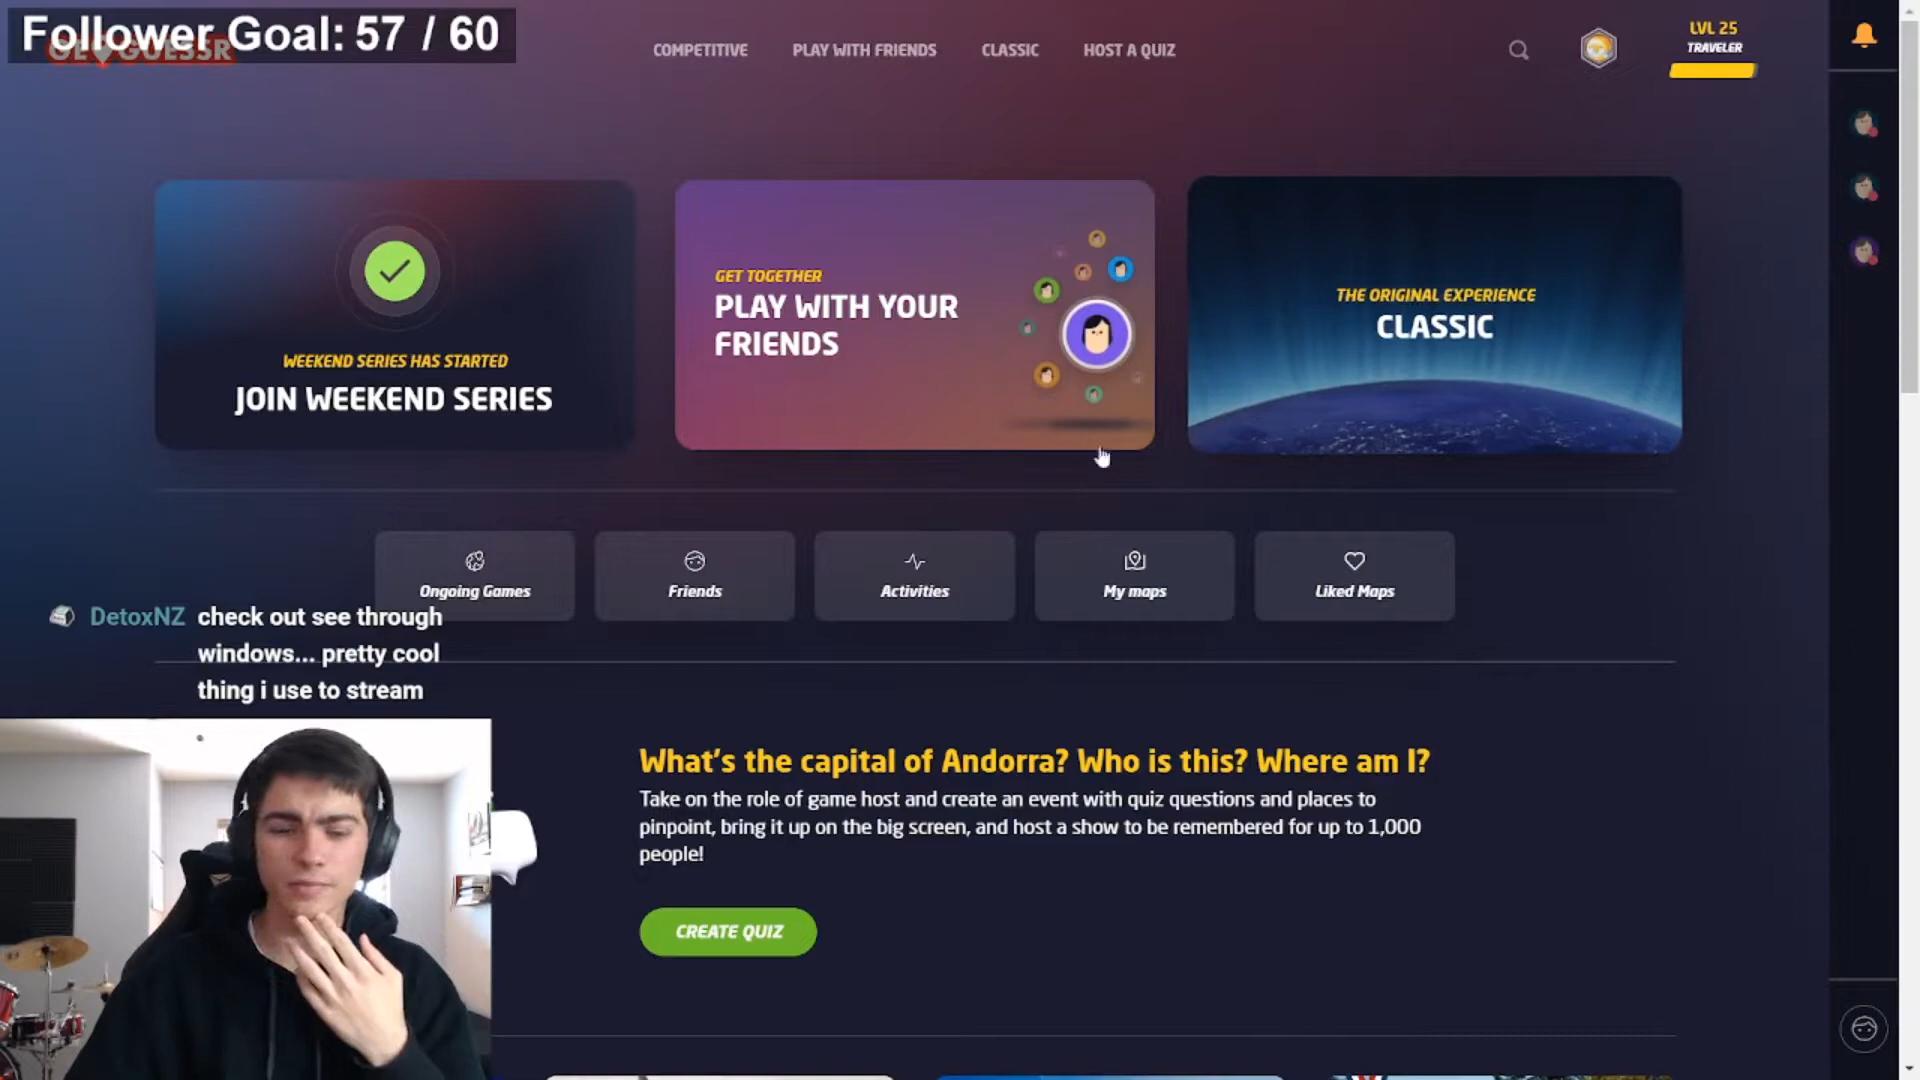 Follower Goal: 57 / 60
GEOGUESSR
COMPETITIVE
PLAY WITH FRIENDS
CLASSIC
HOST A QUIZ
LVL 25
TRAVELER
WEEKEND SERIES HAS STARTED
JOIN WEEKEND SERIES
GET TOGETHER
PLAY WITH YOUR
FRIENDS
THE ORIGINAL EXPERIENCE
CLASSIC
Ongoing Games
Friends
Activities
My maps
Liked Maps
DetoxNZ check out see through
windows... pretty cool
thing i use to stream
What's the capital of Andorra? Who is this? Where am I?
Take on the role of game host and create an event with quiz questions and places to
pinpoint, bring it up on the big screen, and host a show to be remembered for up to 1,000
people!
CREATE QUIZ